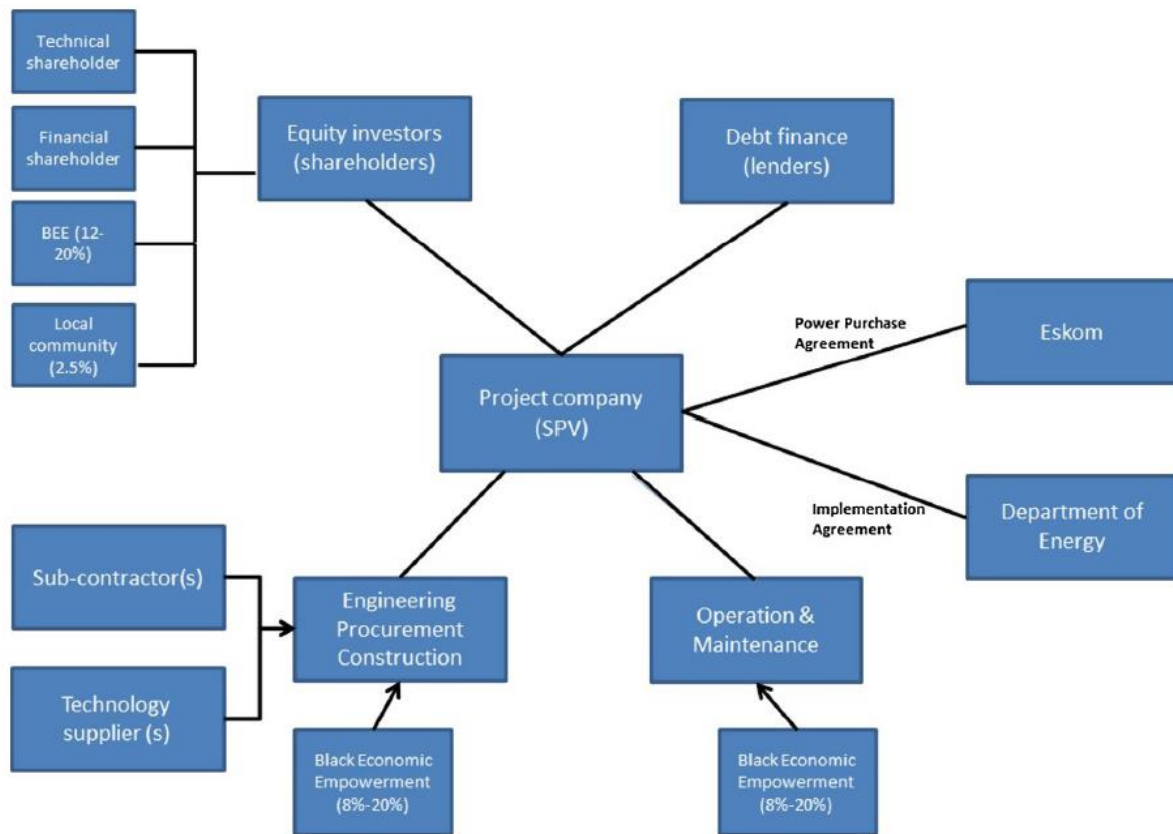 Technical
shareholder
Financial
shareholder
BEE (12-
20%)
Local
community
(2.5%)
Equity investors
(shareholders)
Debt finance
(lenders)
Power Purchase
Agreement
Eskom
Project company
(SPV)
Implementation
Agreement
Department of
Energy
Sub-contractor(s)
Technology
supplier (s)
Engineering
Procurement
Construction
Operation &
Maintenance
Black Economic
Empowerment
(8%-20%)
Black Economic
Empowerment
(8%-20%)